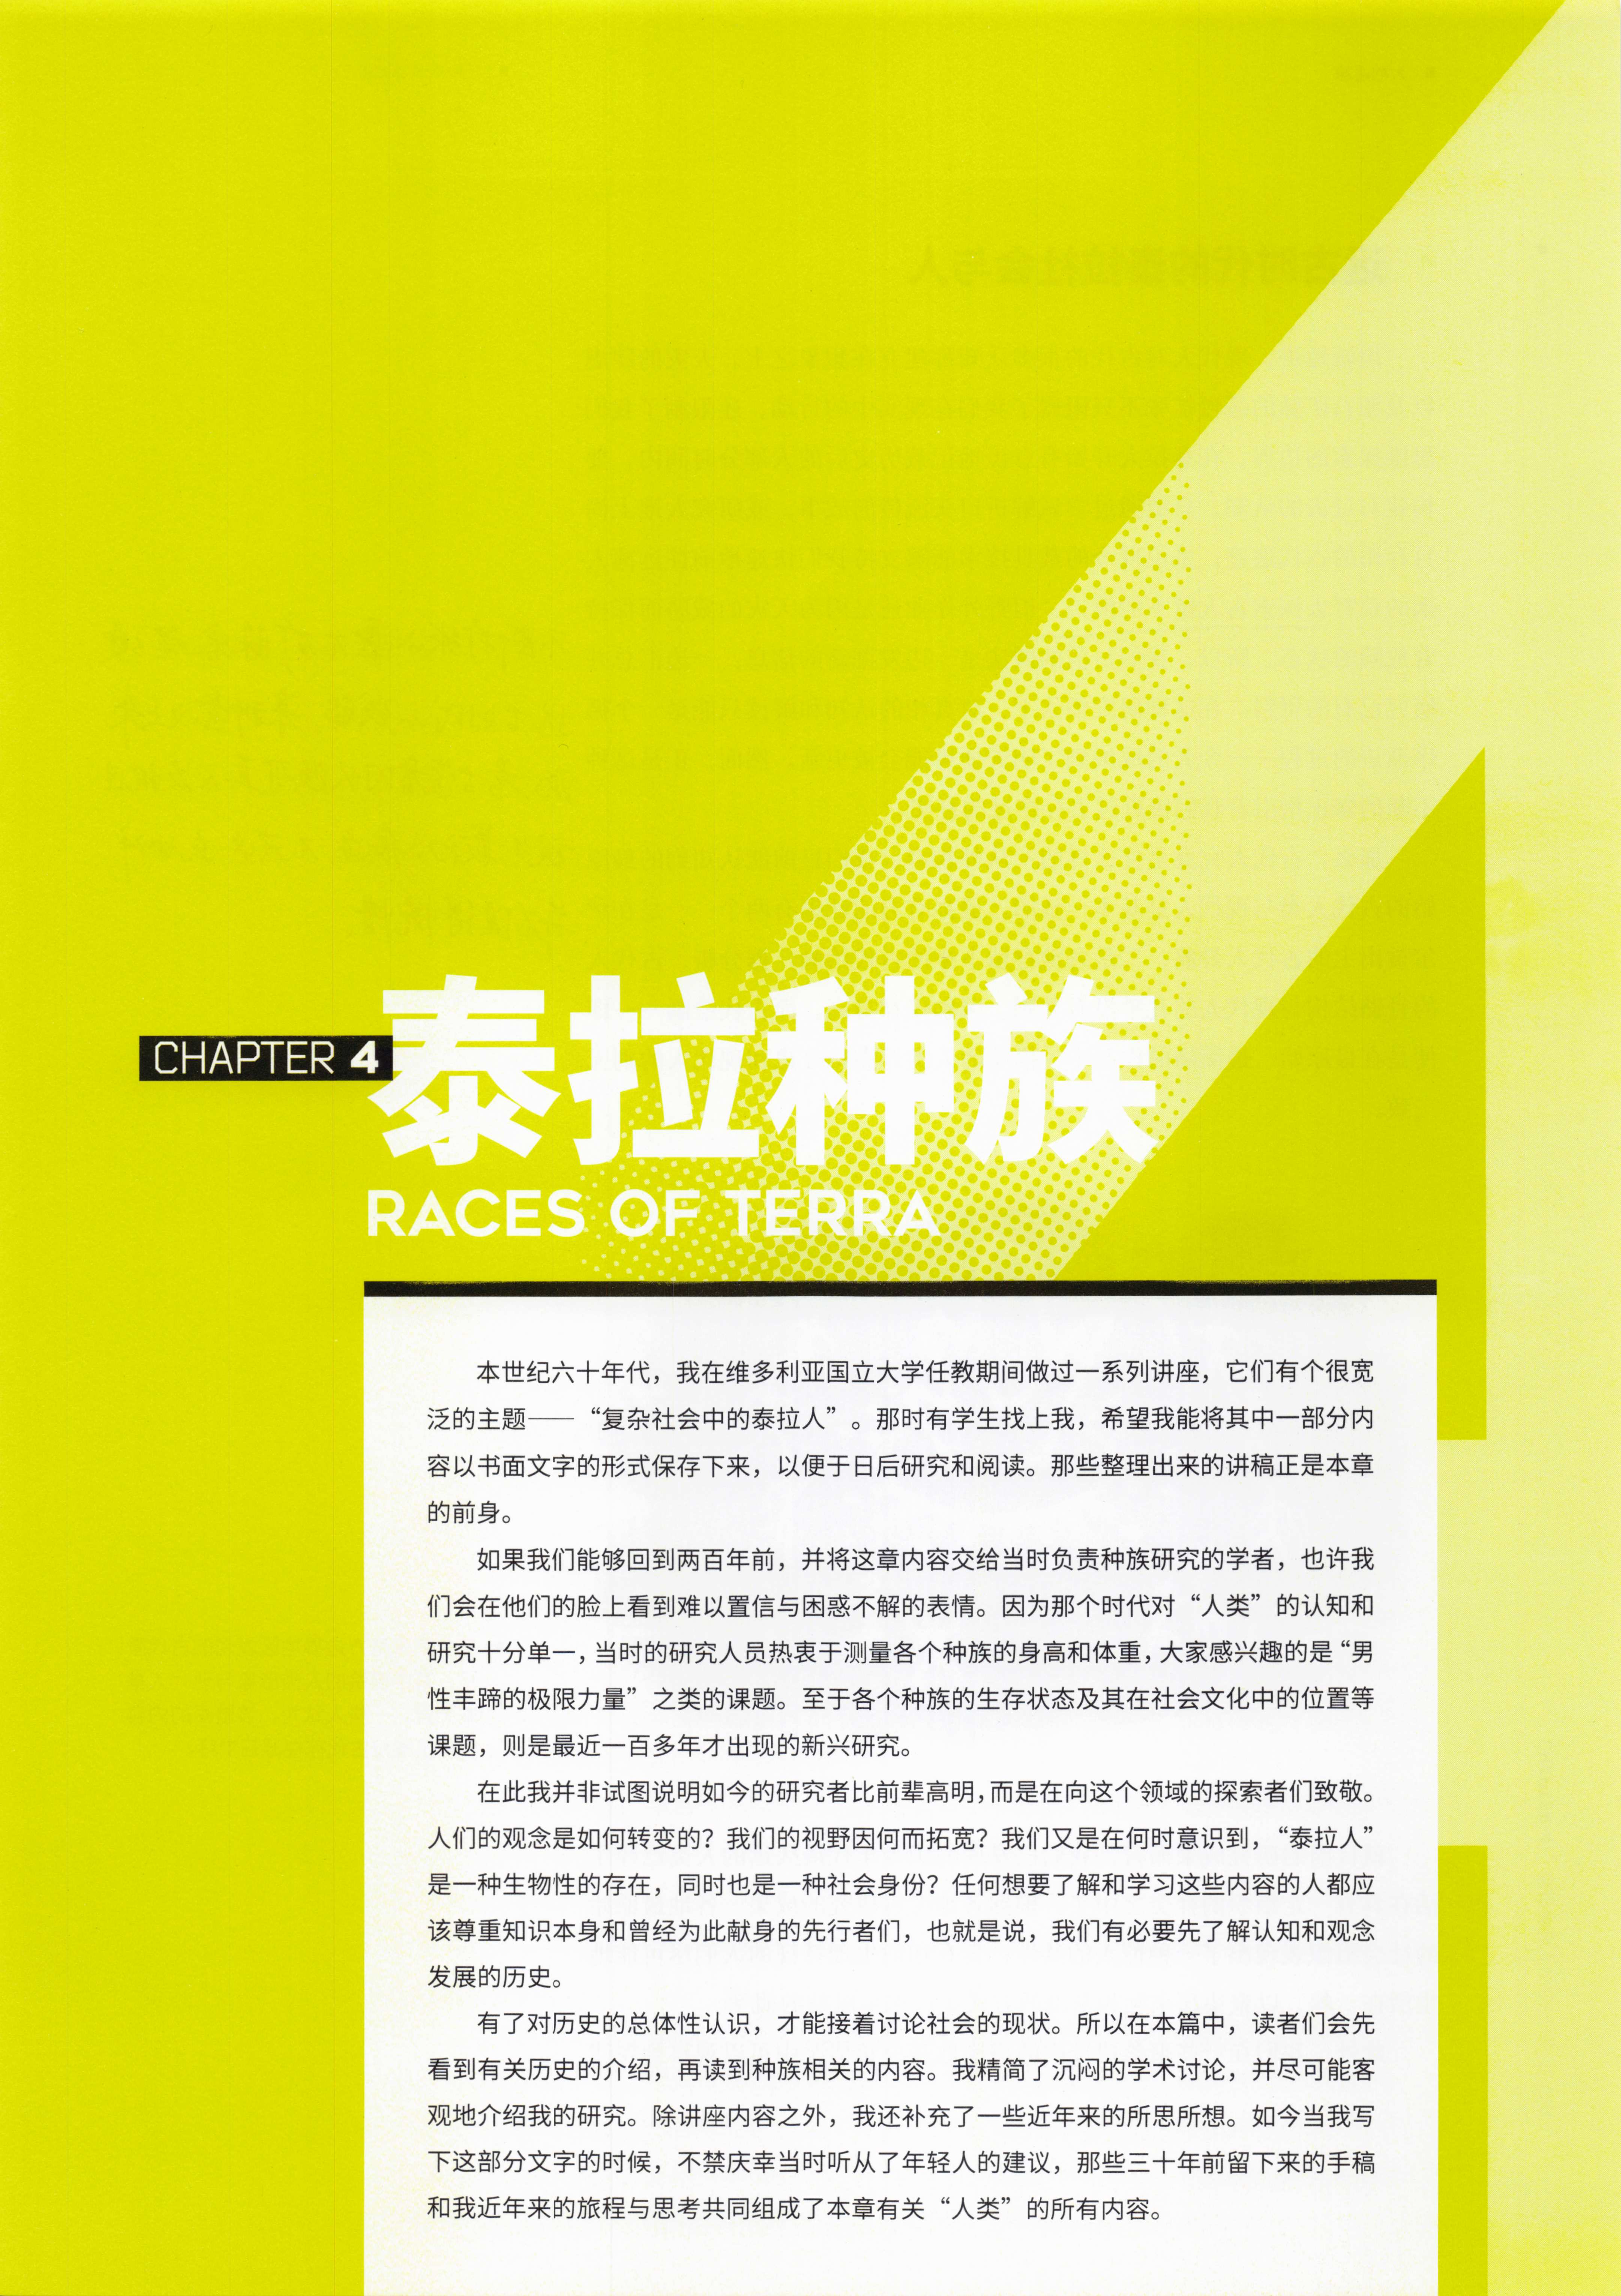 CHAPTER 4
泰拉种族
RACES OF TERRA
本世纪六十年代，我在维多利亚国立大学任教期间做过一系列讲座，它们有个很宽
泛的主题——“复杂社会中的泰拉人”。那时有学生找上我，希望我能将其中一部分内
容以书面文字的形式保存下来，以便于日后研究和阅读。那些整理出来的讲稿正是本章
的前身。
如果我们能够回到两百年前，并将这章内容交给当时负责种族研究的学者，也许我
们会在他们的脸上看到难以置信与困惑不解的表情。因为那个时代对“人类”的认知和
研究十分单一，当时的研究人员热衷于测量各个种族的身高和体重，大家感兴趣的是“男
性丰蹄的极限力量”之类的课题。至于各个种族的生存状态及其在社会文化中的位置等
课题，则是最近一百多年才出现的新兴研究。
在此我并非试图说明如今的研究者比前辈高明，而是在向这个领域的探索者们致敬。
人们的观念是如何转变的？我们的视野因何而拓宽？我们又是在何时意识到，“泰拉人”
是一种生物性的存在，同时也是一种社会身份？任何想要了解和学习这些内容的人都应
该尊重知识本身和曾经为此献身的先行者们，也就是说，我们有必要先了解认知和观念
发展的历史。
有了对历史的总体性认识，才能接着讨论社会的现状。所以在本篇中，读者们会先
看到有关历史的介绍，再读到种族相关的内容。我精简了沉闷的学术讨论，并尽可能客
观地介绍我的研究。除讲座内容之外，我还补充了一些近年来的所思所想。如今当我写
下这部分文字的时候，不禁庆幸当时听从了年轻人的建议，那些三十年前留下来的手稿
和我近年来的旅程与思考共同组成了本章有关“人类”的所有内容。